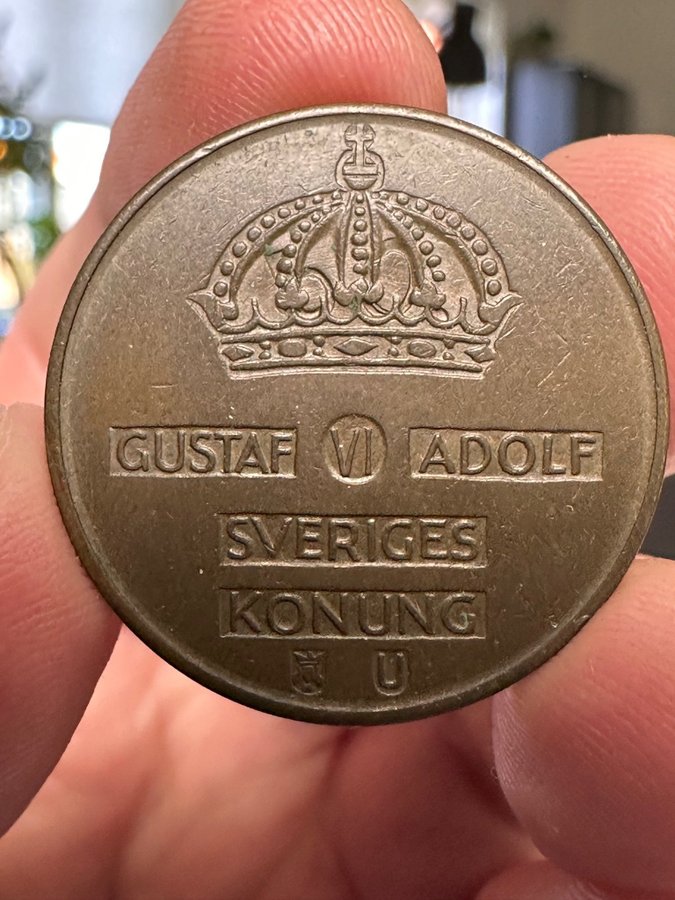 GUSTAF VI ADOLF
SVERIGES
KONUNG
U